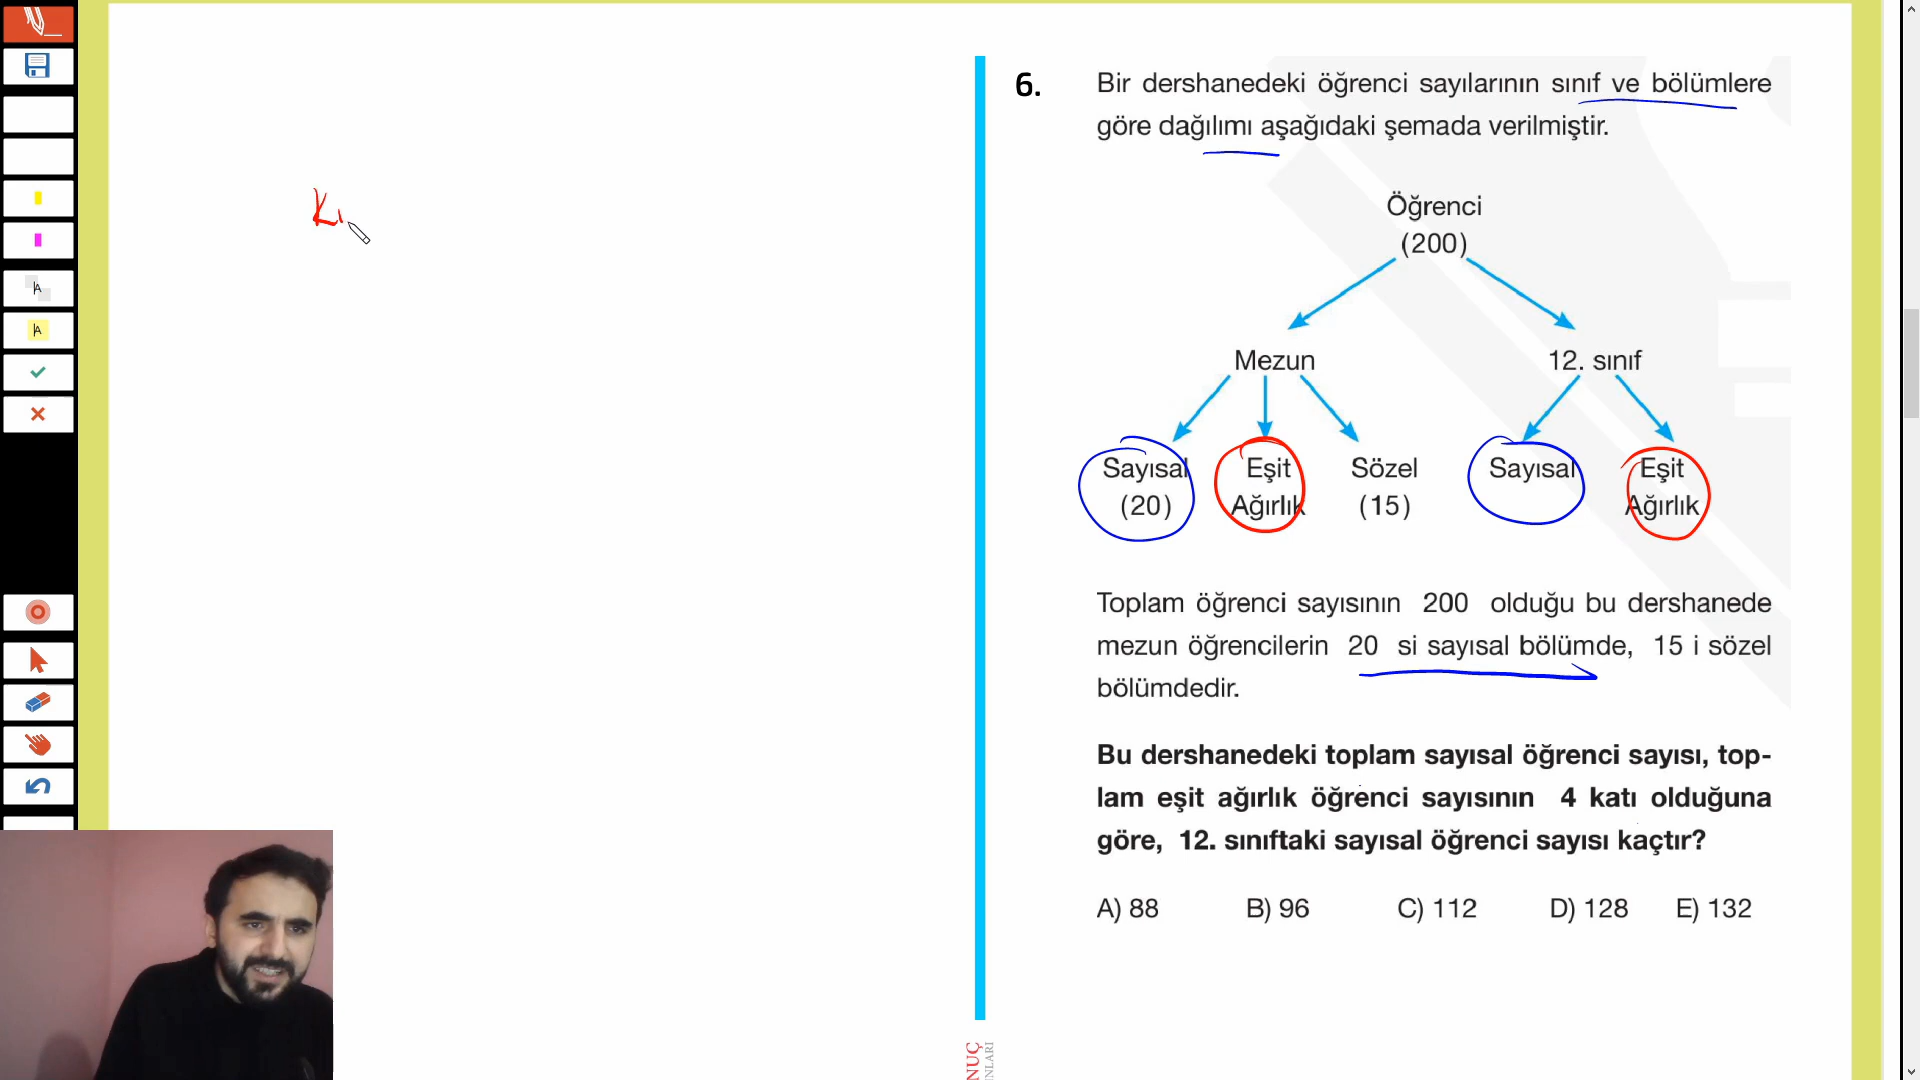 6.
Bir dershanedeki öğrenci sayılarının sınıf ve bölümlere
göre dağılımı aşağıdaki şemada verilmiştir.
Öğrenci
(200)
Mezun
12. sınıf
Sayısal
(20)
Eşit
Ağırlık
Sözel
(15)
Sayısal
Eşit
Ağırlık
Toplam öğrenci sayısının 200 olduğu bu dershanede
mezun öğrencilerin 20 si sayısal bölümde, 15 i sözel
bölümdedir.
Bu dershanedeki toplam sayısal öğrenci sayısı, top-
lam eşit ağırlık öğrenci sayısının 4 katı olduğuna
göre, 12. sınıftaki sayısal öğrenci sayısı kaçtır?
A) 88 B) 96 C) 112 D) 128 E) 132
NUÇ
NLARI